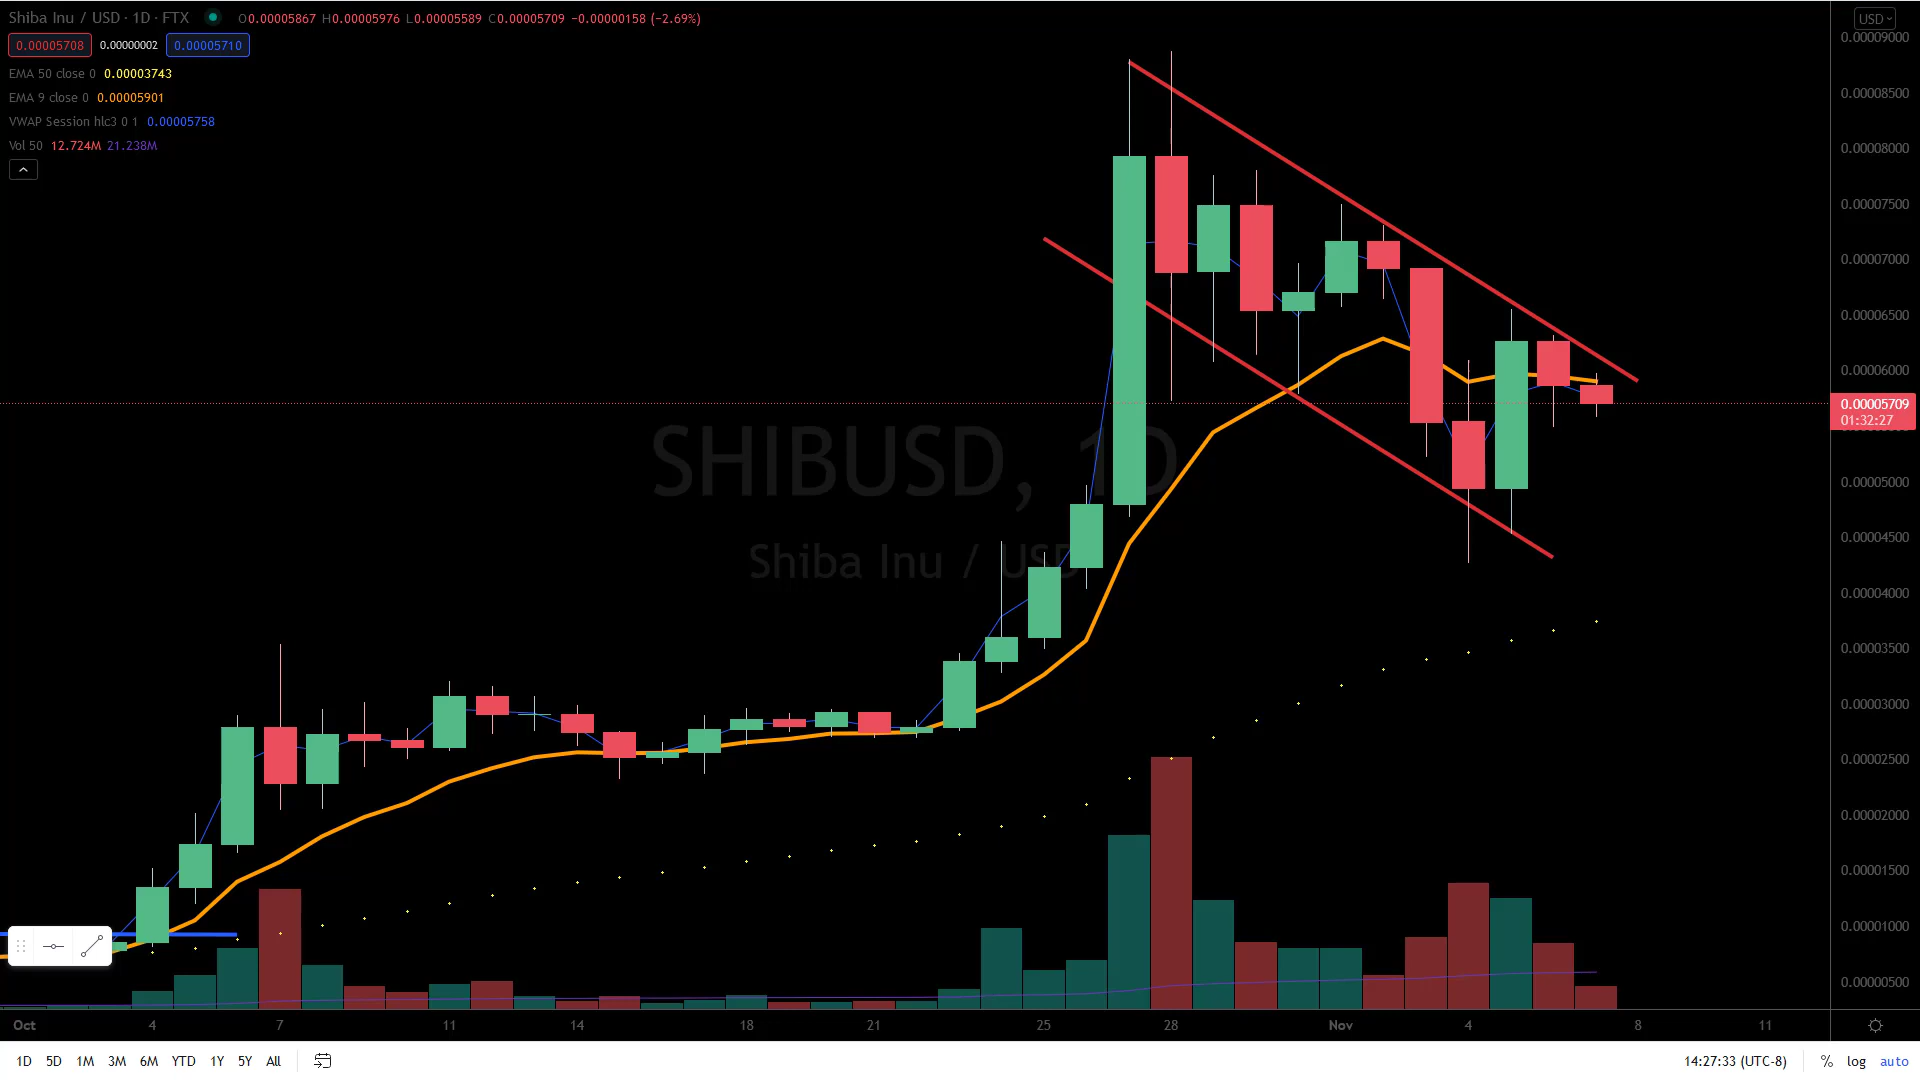 Shiba Inu / USD · 1D · FTX O0.00005867 H0.00005976 L0.00005589 C0.00005709 −0.00000158 (−2.69%)
0.00005708 0.00000002 0.00005710
EMA 50 close 0 0.00003743
EMA 9 close 0 0.00005901
VWAP Session hlc3 0 1 0.00005758
Vol 50 12.724M 21.238M
SHIBUSD, 1D
Shiba Inu / USD
USD
0.00009000
0.00008500
0.00008000
0.00007500
0.00007000
0.00006500
0.00006000
0.00005709
01:32:27
0.00005000
0.00004500
0.00004000
0.00003500
0.00003000
0.00002500
0.00002000
0.00001500
0.00001000
0.00000500
Oct 4 7 11 14 18 21 25 28 Nov 4 8 11
1D 5D 1M 3M 6M YTD 1Y 5Y All 14:27:33 (UTC-8) % log auto